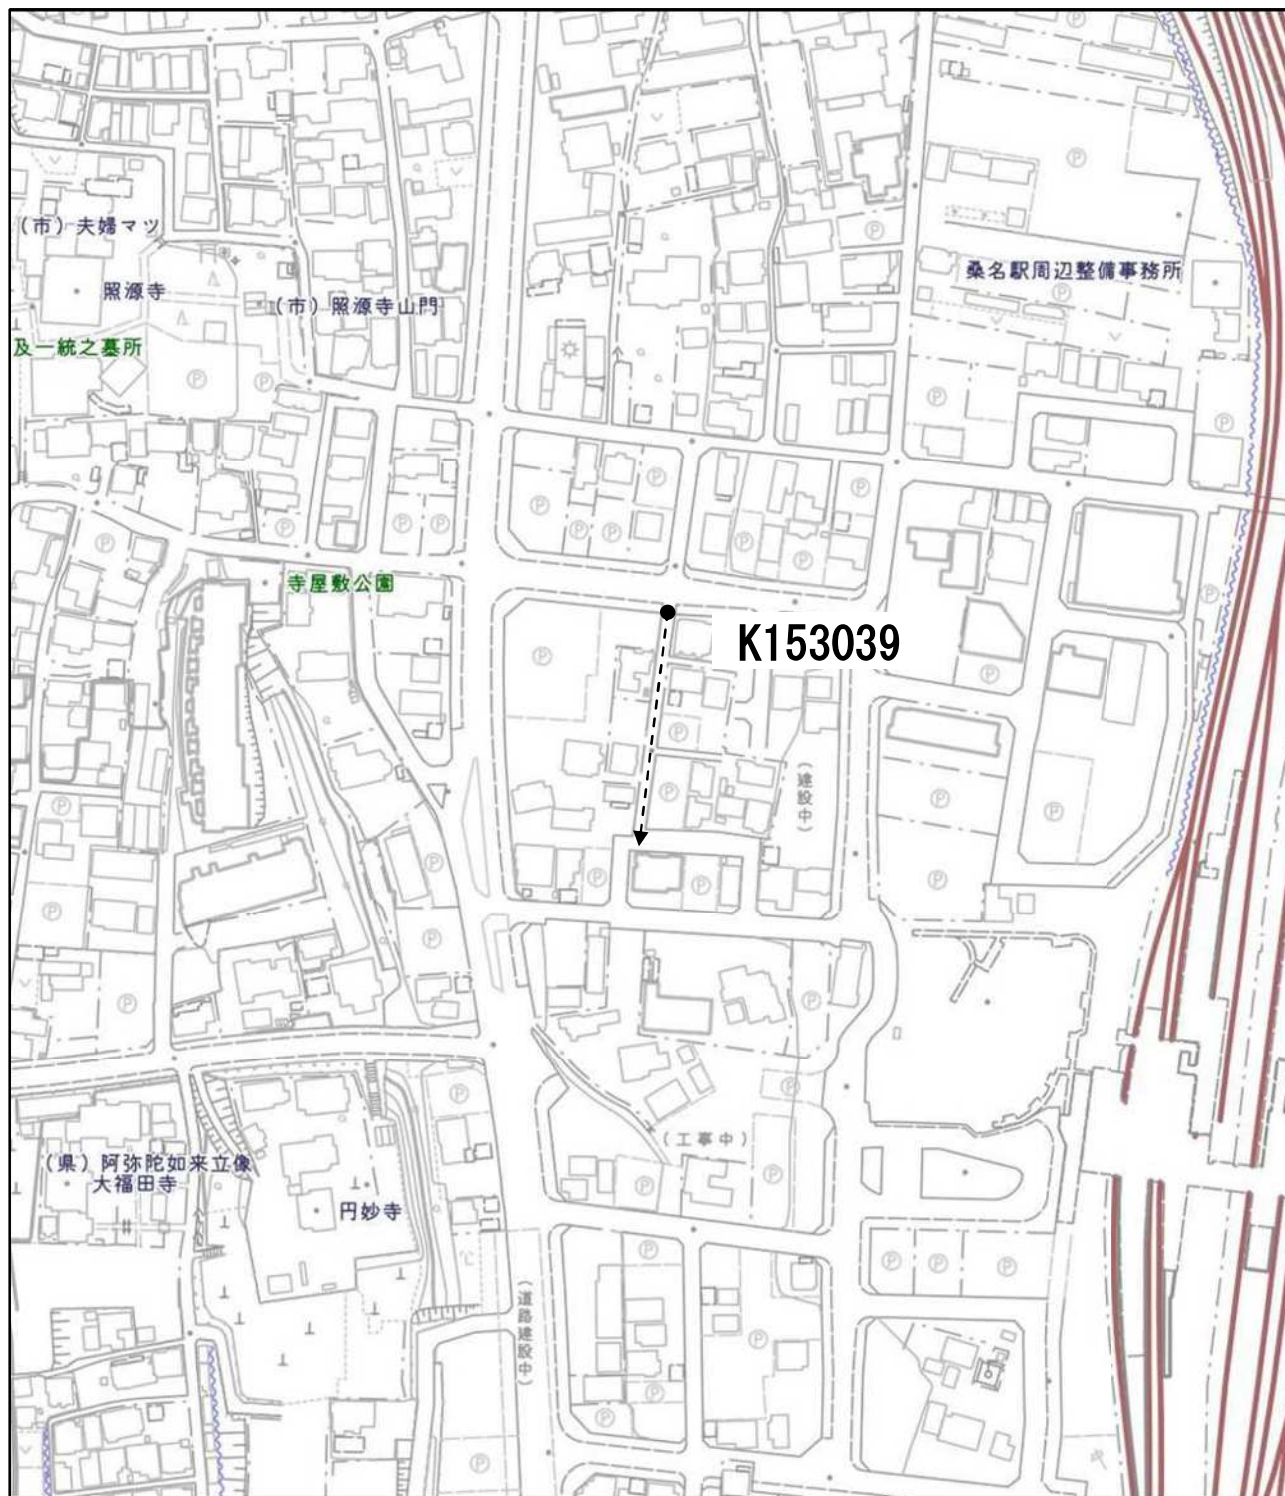 （市）夫婦マツ
照源寺
（市）照源寺山門
及一統之墓所
桑名駅周辺整備事務所
寺屋敷公園
K153039
（建設中）
（工事中）
（県）阿弥陀如来立像
大福田寺
円妙寺
（道路建設中）